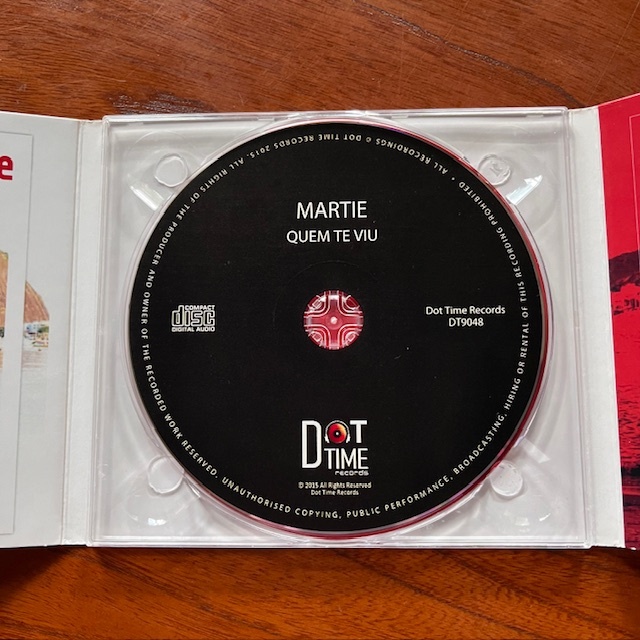 e
MARTIE
QUEM TE VIU
COMPACT
disc
DIGITAL AUDIO
Dot Time Records
DT9048
DOT
TIME
records
© 2015 All Rights Reserved
Dot Time Records
ALL RECORDINGS © DOT TIME RECORDS 2015. ALL RIGHTS OF THE PRODUCER AND OWNER OF THE RECORDED WORK RESERVED. UNAUTHORISED COPYING, PUBLIC PERFORMANCE, BROADCASTING, HIRING OR RENTAL OF THIS RECORDING PROHIBITED •